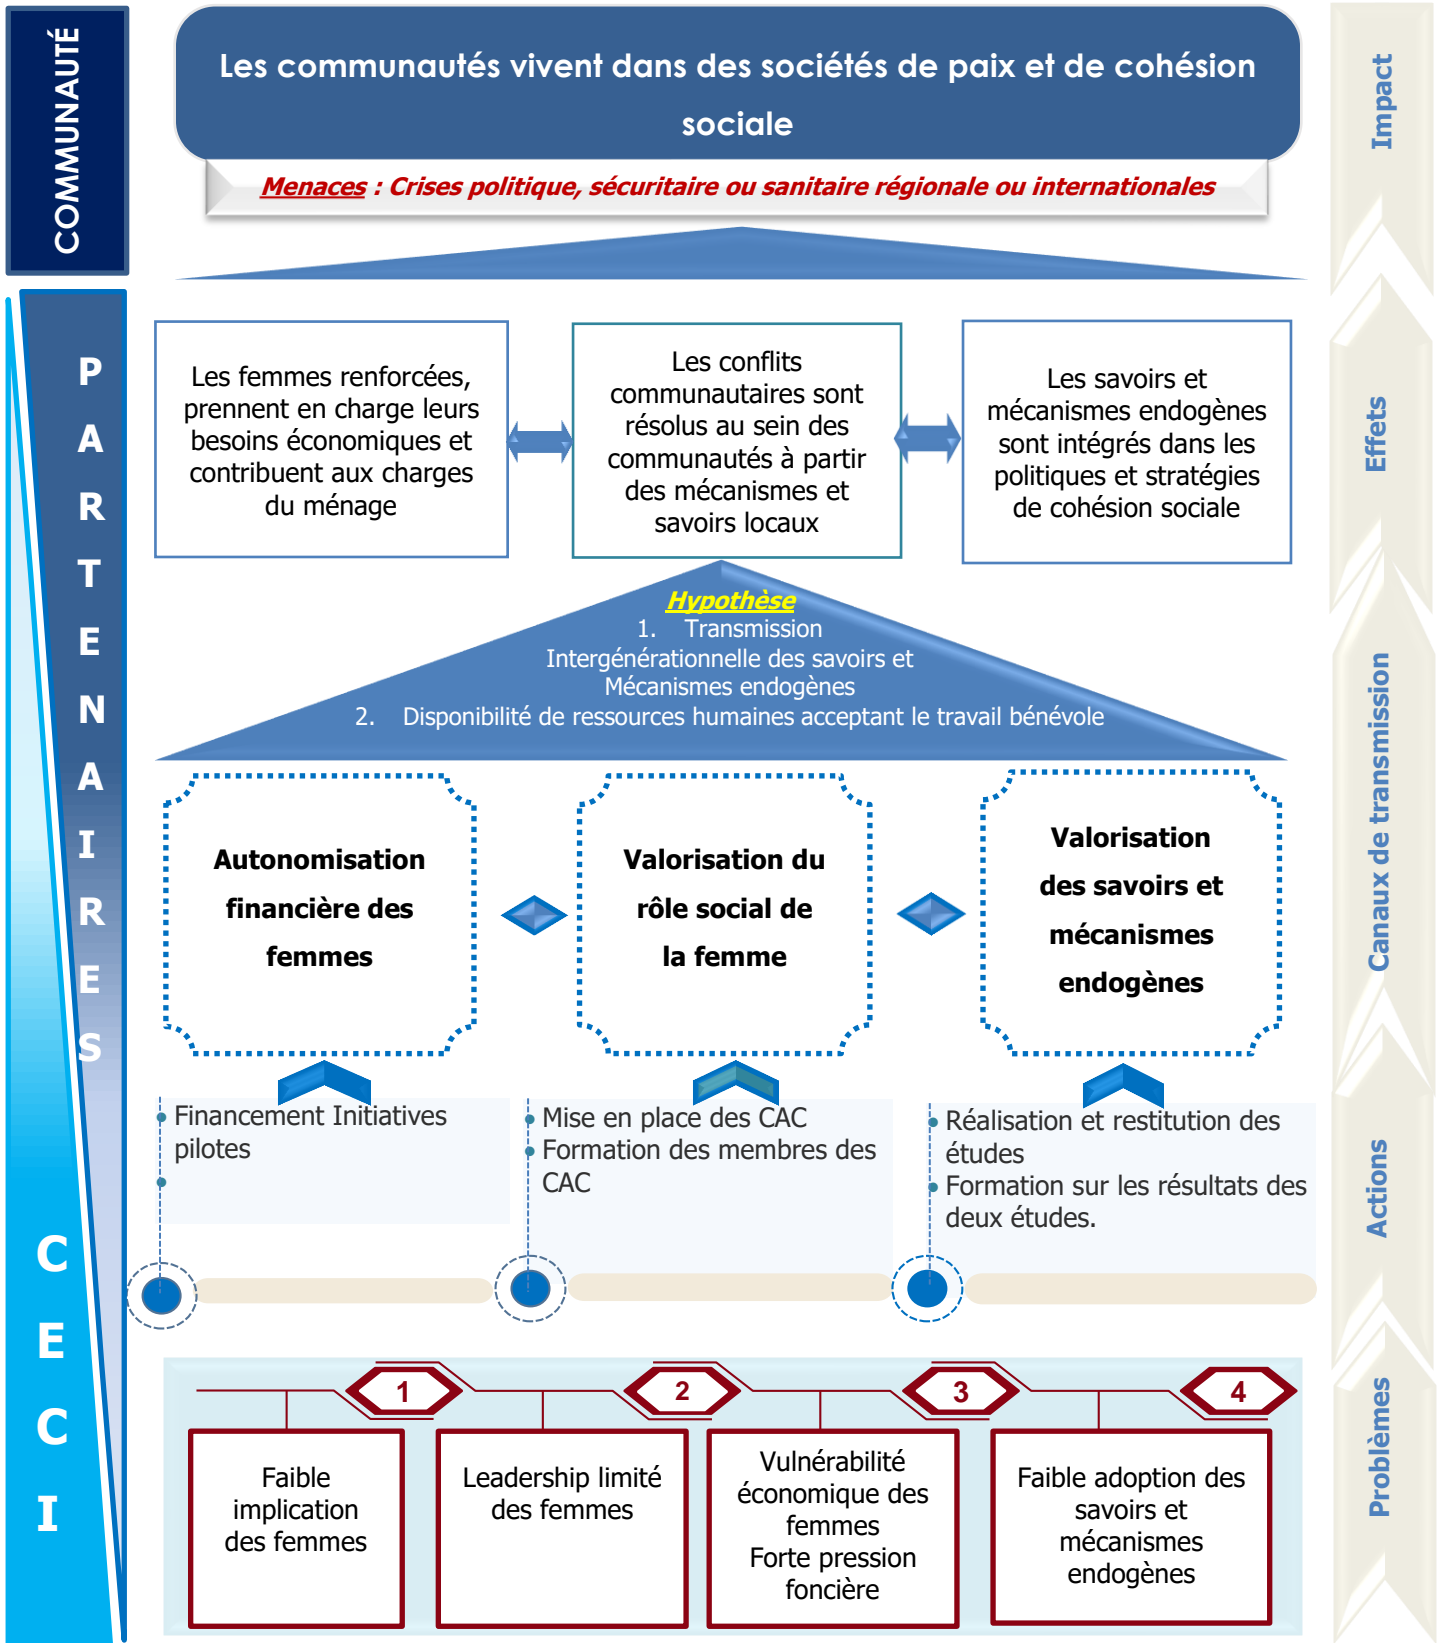 COMMUNAUTÉ
Les communautés vivent dans des sociétés de paix et de cohésion
sociale
Menaces : Crises politique, sécuritaire ou sanitaire régionale ou internationales
Impact
PARTENAIRES
CECI
Les femmes renforcées,
prennent en charge leurs
besoins économiques et
contribuent aux charges
du ménage
Les conflits
communautaires sont
résolus au sein des
communautés à partir
des mécanismes et
savoirs locaux
Les savoirs et
mécanismes endogènes
sont intégrés dans les
politiques et stratégies
de cohésion sociale
Effets
Hypothèse
1. Transmission
Intergénérationnelle des savoirs et
Mécanismes endogènes
2. Disponibilité de ressources humaines acceptant le travail bénévole
Autonomisation
financière des
femmes
Valorisation du
rôle social de
la femme
Valorisation
des savoirs et
mécanismes
endogènes
Canaux de transmission
• Financement Initiatives
pilotes
•
• Mise en place des CAC
• Formation des membres des
CAC
• Réalisation et restitution des
études
• Formation sur les résultats des
deux études.
Actions
1
2
3
4
Faible
implication
des femmes
Leadership limité
des femmes
Vulnérabilité
économique des
femmes
Forte pression
foncière
Faible adoption des
savoirs et
mécanismes
endogènes
Problèmes